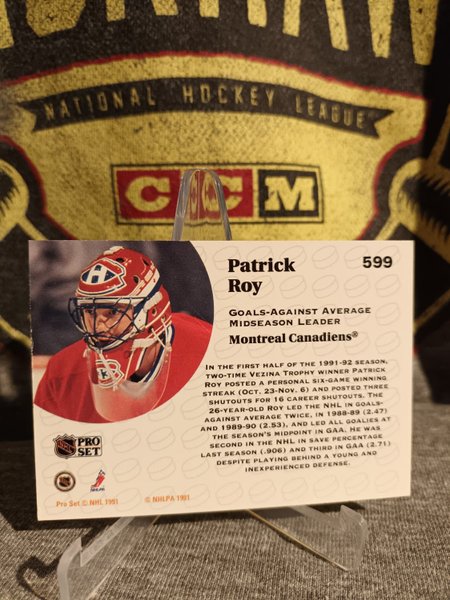 NATIONAL HOCKEY LEAGUE
CCM
599
Patrick
Roy
GOALS-AGAINST AVERAGE
MIDSEASON LEADER
Montreal Canadiens®
IN THE FIRST HALF OF THE 1991-92 SEASON,
TWO-TIME VEZINA TROPHY WINNER PATRICK
ROY POSTED A PERSONAL SIX-GAME WINNING
STREAK (OCT. 23-NOV. 6) AND POSTED THREE
SHUTOUTS FOR 16 CAREER SHUTOUTS. THE
26-YEAR-OLD ROY LED THE NHL IN GOALS-
AGAINST AVERAGE TWICE, IN 1988-89 (2.47)
AND 1989-90 (2.53), AND LED ALL GOALIES AT
THE SEASON'S MIDPOINT IN GAA. HE WAS
SECOND IN THE NHL IN SAVE PERCENTAGE
LAST SEASON (.906) AND THIRD IN GAA (2.71)
DESPITE PLAYING BEHIND A YOUNG AND
INEXPERIENCED DEFENSE.
NHL
PRO
SET
NHLPA
Pro Set © NHL 1991
© NHLPA 1991